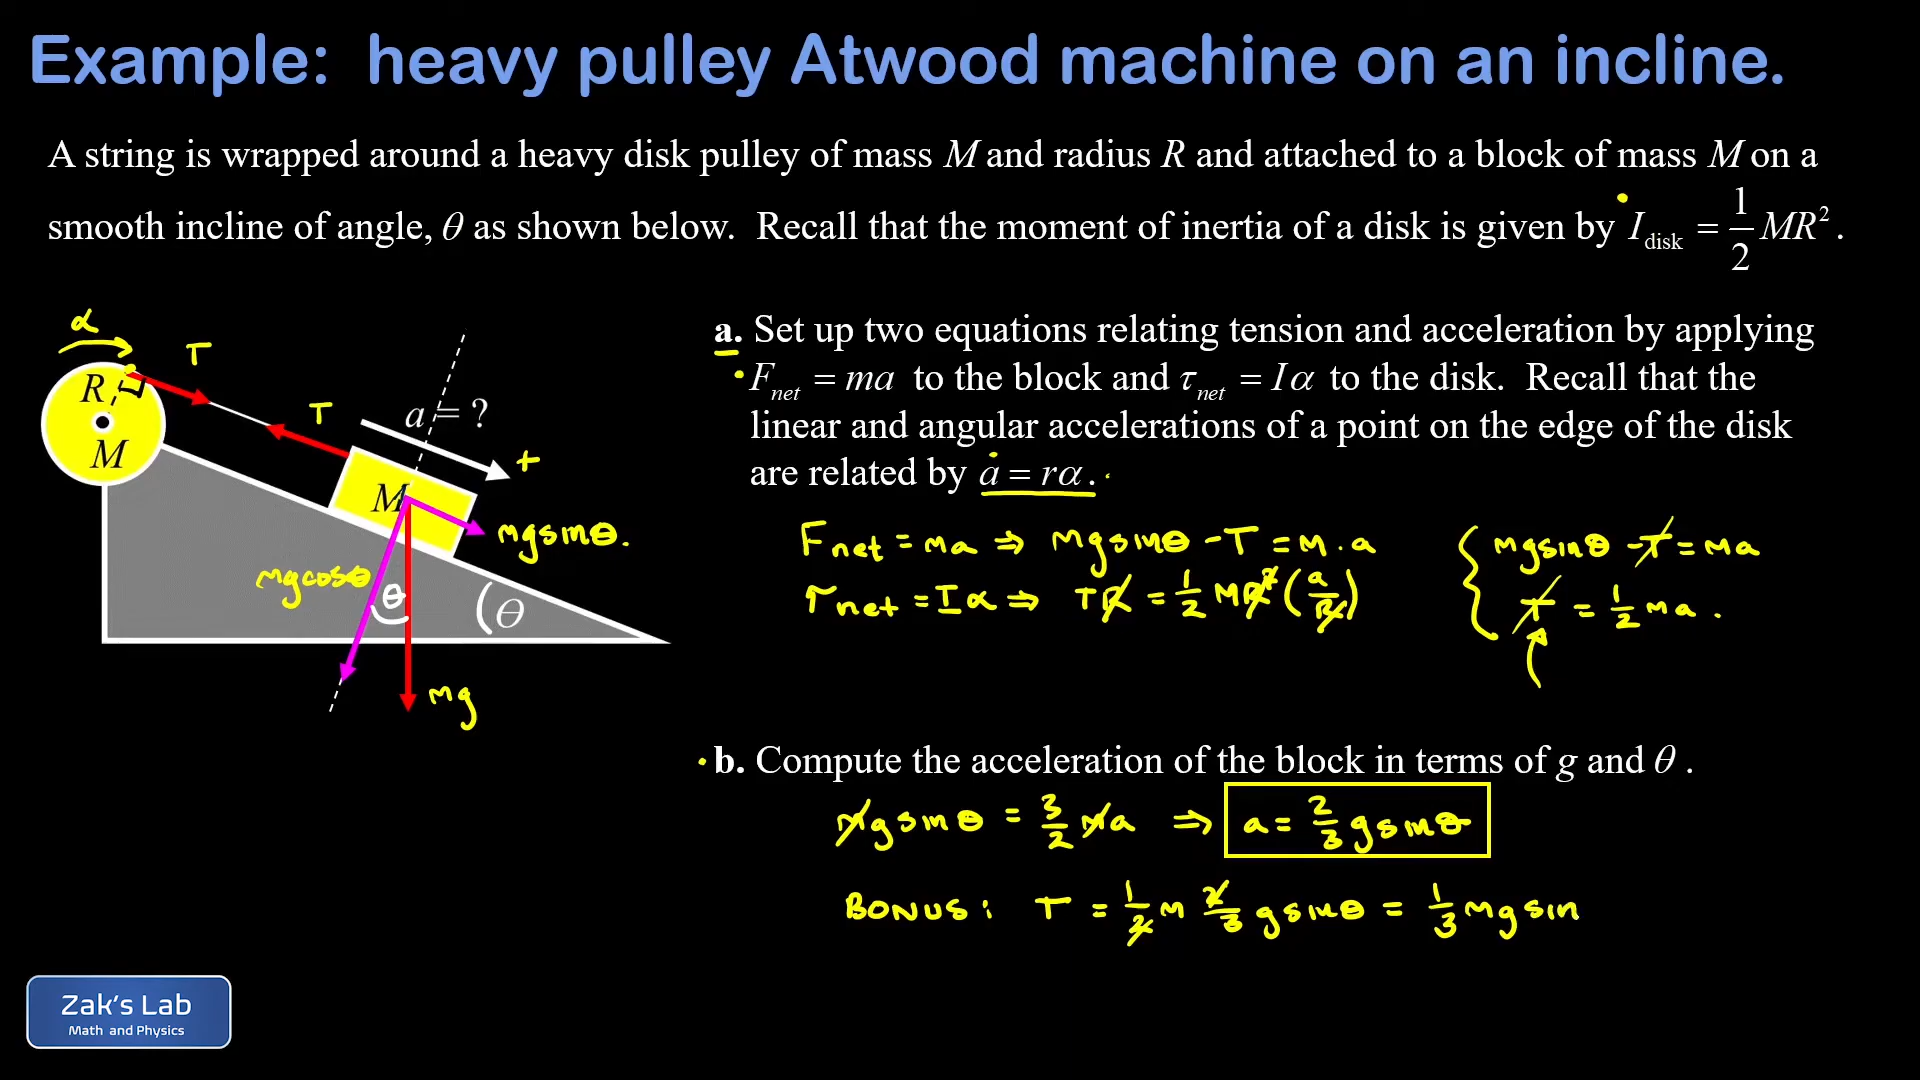 Example: heavy pulley Atwood machine on an incline.
A string is wrapped around a heavy disk pulley of mass M and radius R and attached to a block of mass M on a
smooth incline of angle, θ as shown below. Recall that the moment of inertia of a disk is given by I_disk = 1/2 MR².
α
T
R
M
T
a = ?
+
M
mgsinθ.
mgcosθ
θ
θ
mg
a. Set up two equations relating tension and acceleration by applying
F_net = ma to the block and τ_net = Iα to the disk. Recall that the
linear and angular accelerations of a point on the edge of the disk
are related by a = rα.
F_net = ma ⇒ Mgsinθ - T = M·a
τ_net = Iα ⇒ TR = 1/2 MR² (a/R)
{ Mgsinθ - T = Ma
T = 1/2 Ma.
b. Compute the acceleration of the block in terms of g and θ.
Mgsinθ = 3/2 Ma ⇒ a = 2/3 gsinθ
BONUS: T = 1/2 M 2/3 gsinθ = 1/3 Mgsin
Zak's Lab
Math and Physics